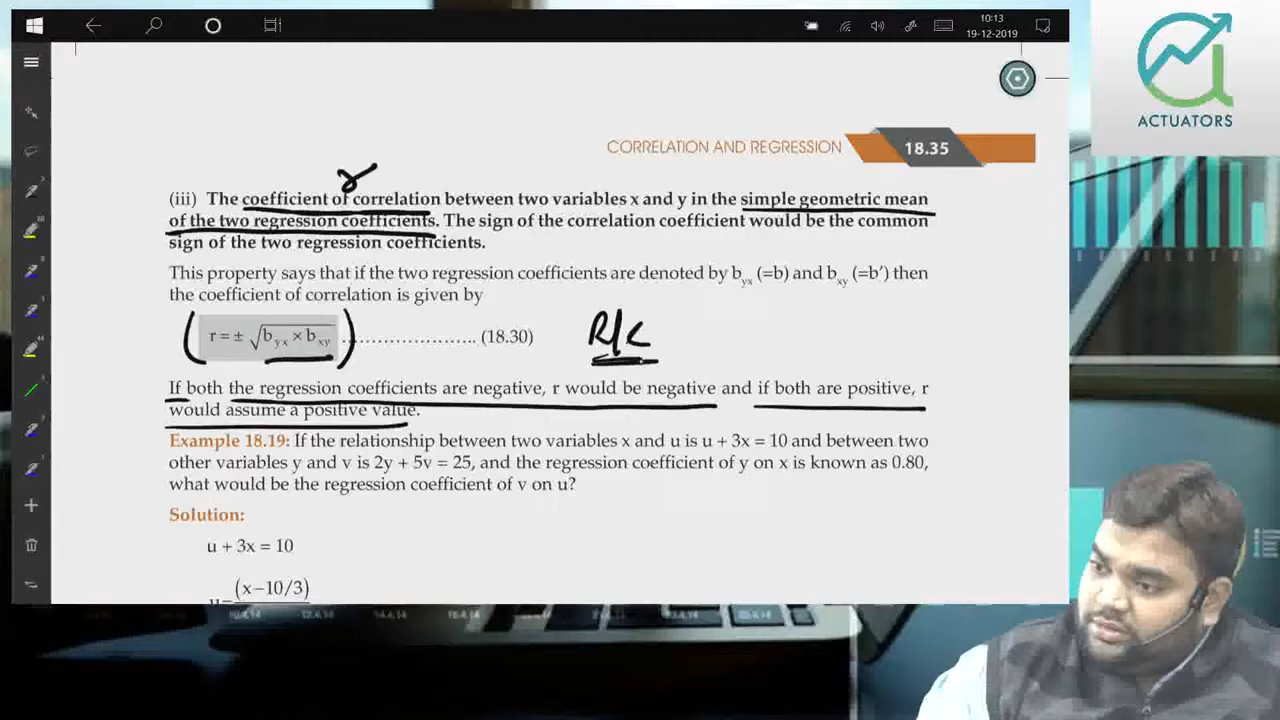 10:13
19-12-2019
ACTUATORS
CORRELATION AND REGRESSION 18.35
r
(iii) The coefficient of correlation between two variables x and y in the simple geometric mean
of the two regression coefficients. The sign of the correlation coefficient would be the common
sign of the two regression coefficients.
This property says that if the two regression coefficients are denoted by byx (=b) and bxy (=b′) then
the coefficient of correlation is given by
r = ± √byx × bxy ........................ (18.30)
If both the regression coefficients are negative, r would be negative and if both are positive, r
would assume a positive value.
Example 18.19: If the relationship between two variables x and u is u + 3x = 10 and between two
other variables y and v is 2y + 5v = 25, and the regression coefficient of y on x is known as 0.80,
what would be the regression coefficient of v on u?
Solution:
u + 3x = 10
(x−10/3)